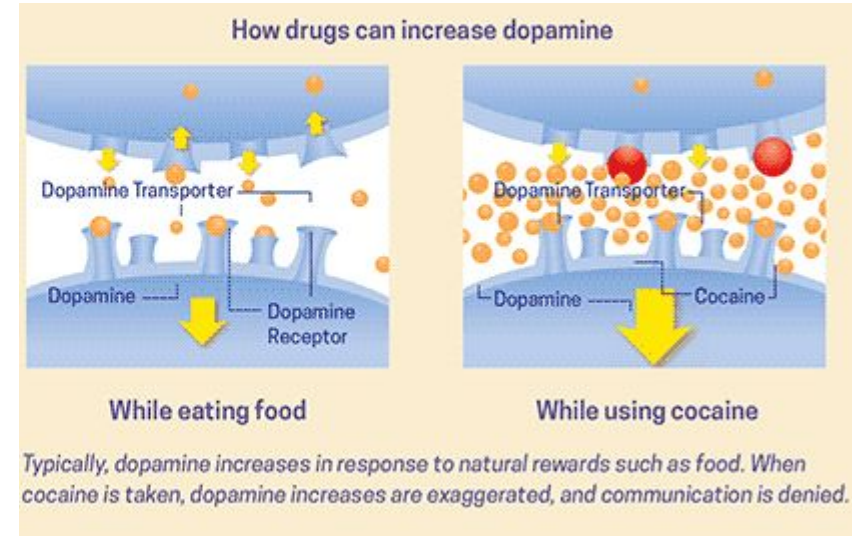 How drugs can increase dopamine
Dopamine Transporter
Dopamine
Dopamine
Receptor
Dopamine Transporter
Dopamine
Cocaine
While eating food
While using cocaine
Typically, dopamine increases in response to natural rewards such as food. When
cocaine is taken, dopamine increases are exaggerated, and communication is denied.